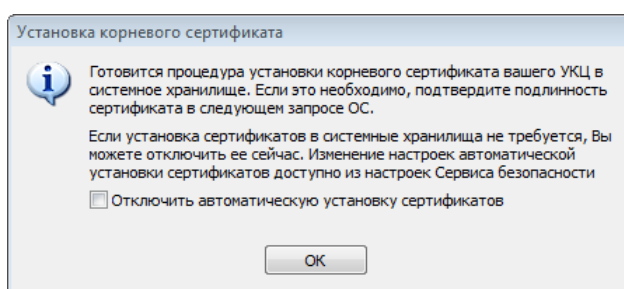 Установка корневого сертификата
Готовится процедура установки корневого сертификата вашего УКЦ в
системное хранилище. Если это необходимо, подтвердите подлинность
сертификата в следующем запросе ОС.
Если установка сертификатов в системные хранилища не требуется, Вы
можете отключить ее сейчас. Изменение настроек автоматической
установки сертификатов доступно из настроек Сервиса безопасности
Отключить автоматическую установку сертификатов
ОК